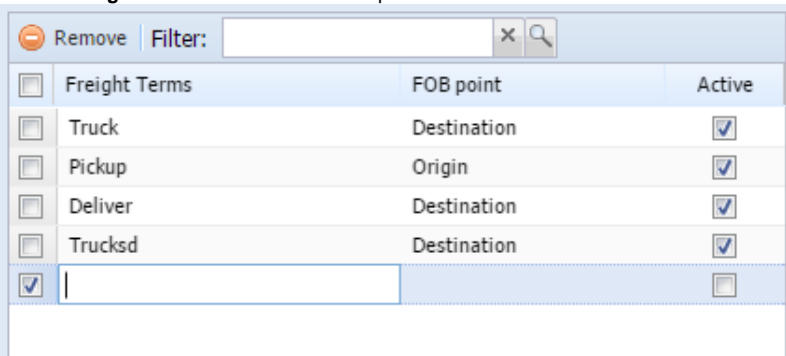 Remove Filter:
Freight Terms FOB point Active
Truck Destination
Pickup Origin
Deliver Destination
Trucksd Destination